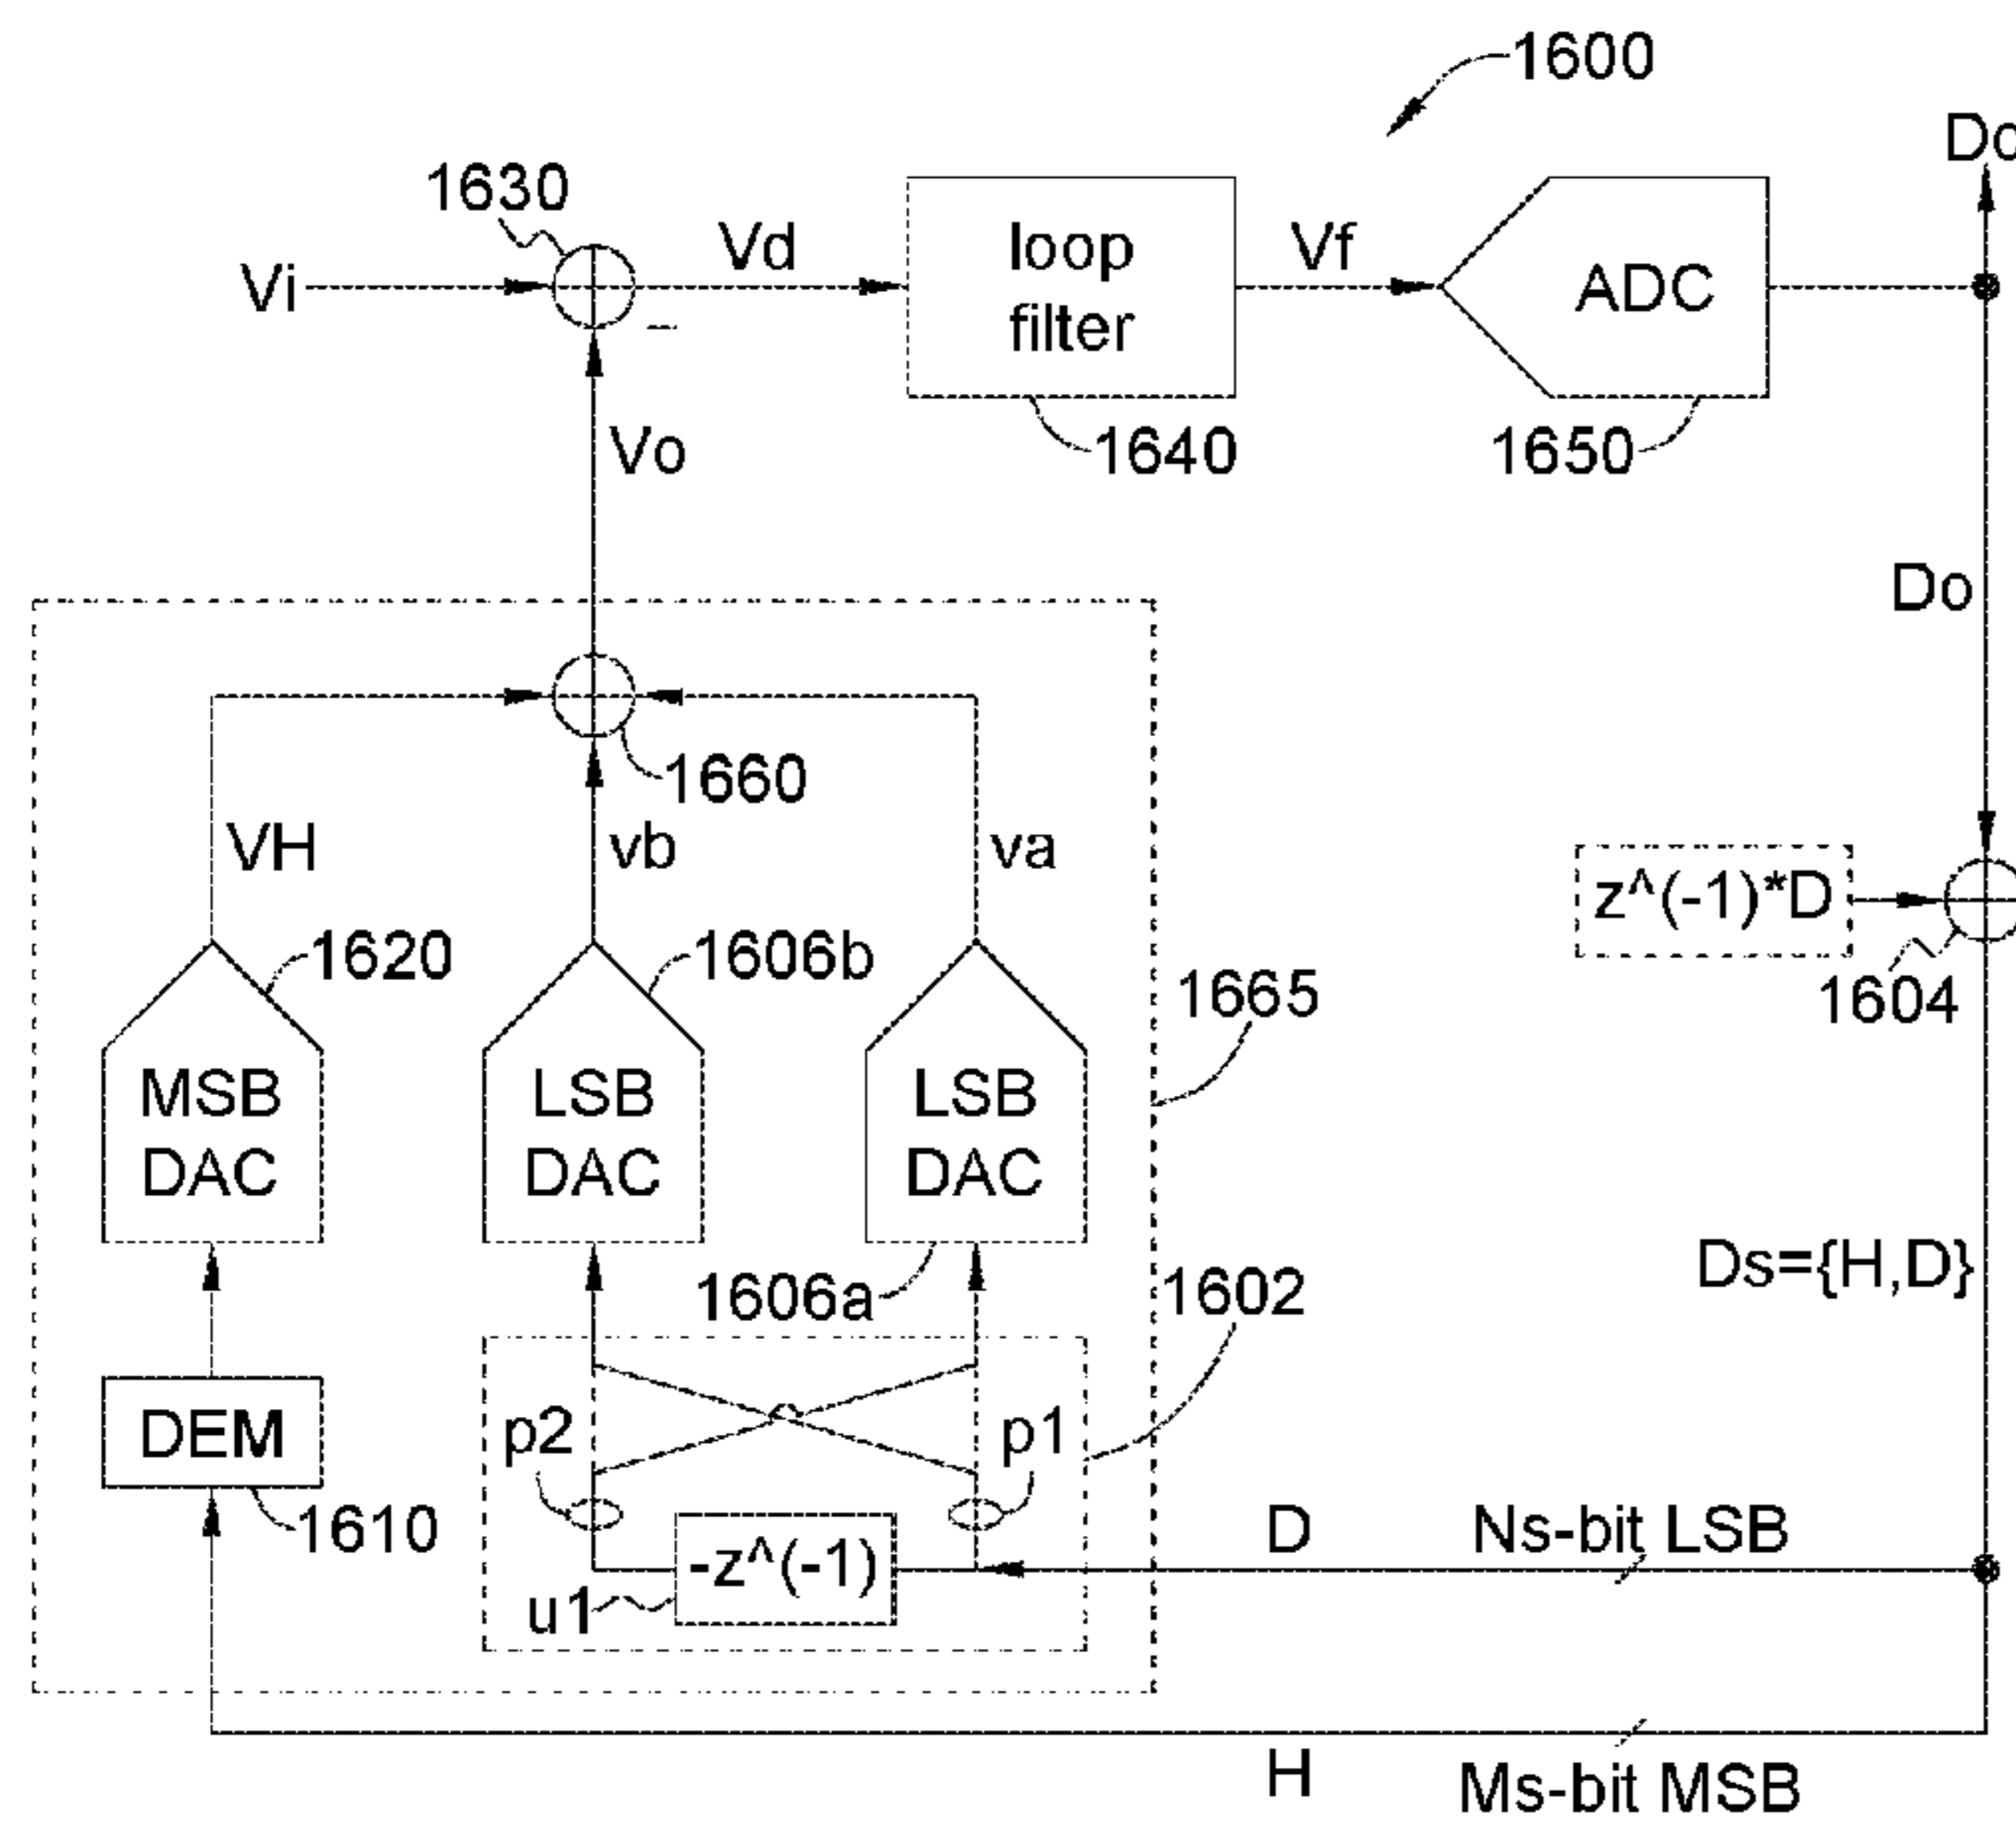 1600
Do
1630
Vi
Vd
loop
filter
Vf
ADC
1640
1650
Vo
Do
1660
VH
vb
va
z^(-1)*D
1620
1606b
1665
1604
MSB
DAC
LSB
DAC
LSB
DAC
1606a
1602
Ds={H,D}
DEM
p2
p1
1610
-z^(-1)
u1
D
Ns-bit LSB
H
Ms-bit MSB